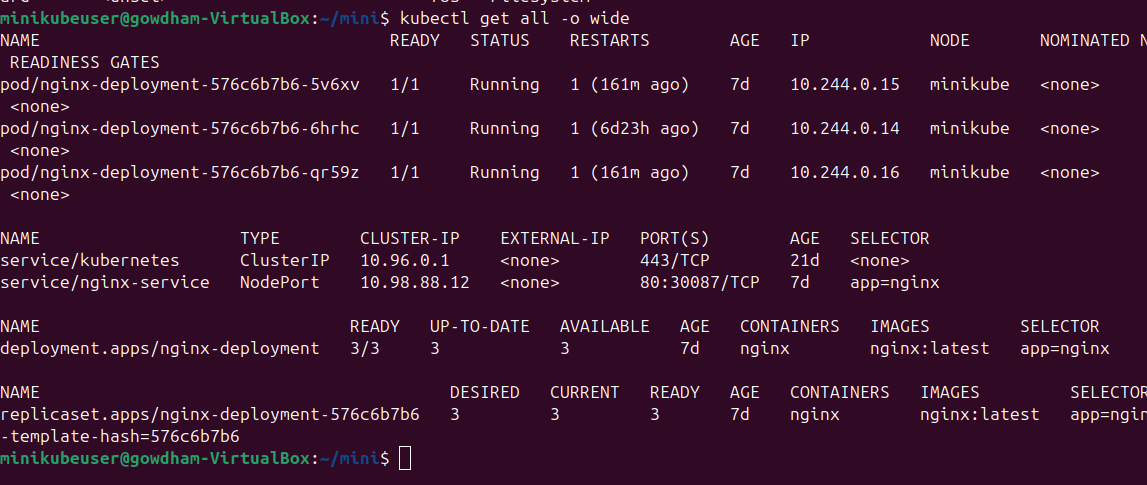 minikubeuser@gowdham-VirtualBox:~/mini$ kubectl get all -o wide
NAME READY STATUS RESTARTS AGE IP NODE NOMINATED N
READINESS GATES
pod/nginx-deployment-576c6b7b6-5v6xv 1/1 Running 1 (161m ago) 7d 10.244.0.15 minikube <none>
<none>
pod/nginx-deployment-576c6b7b6-6hrhc 1/1 Running 1 (6d23h ago) 7d 10.244.0.14 minikube <none>
<none>
pod/nginx-deployment-576c6b7b6-qr59z 1/1 Running 1 (161m ago) 7d 10.244.0.16 minikube <none>
<none>
NAME TYPE CLUSTER-IP EXTERNAL-IP PORT(S) AGE SELECTOR
service/kubernetes ClusterIP 10.96.0.1 <none> 443/TCP 21d <none>
service/nginx-service NodePort 10.98.88.12 <none> 80:30087/TCP 7d app=nginx
NAME READY UP-TO-DATE AVAILABLE AGE CONTAINERS IMAGES SELECTOR
deployment.apps/nginx-deployment 3/3 3 3 7d nginx nginx:latest app=nginx
NAME DESIRED CURRENT READY AGE CONTAINERS IMAGES SELECTOR
replicaset.apps/nginx-deployment-576c6b7b6 3 3 3 7d nginx nginx:latest app=ngin
-template-hash=576c6b7b6
minikubeuser@gowdham-VirtualBox:~/mini$